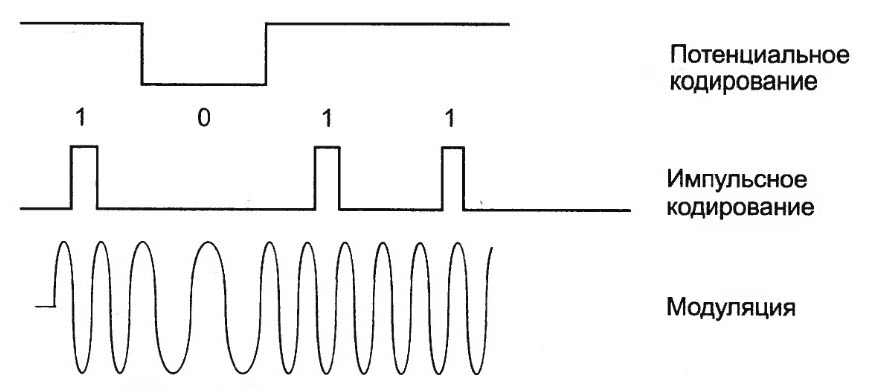 Потенциальное
кодирование
1 0 1 1
Импульсное
кодирование
Модуляция